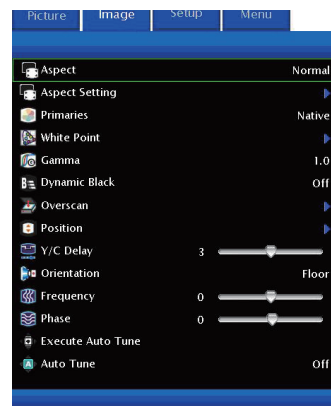 Picture Image Setup Menu
Aspect Normal
Aspect Setting
Primaries Native
White Point
Gamma 1.0
Dynamic Black Off
Overscan
Position
Y/C Delay 3
Orientation Floor
Frequency 0
Phase 0
Execute Auto Tune
Auto Tune Off